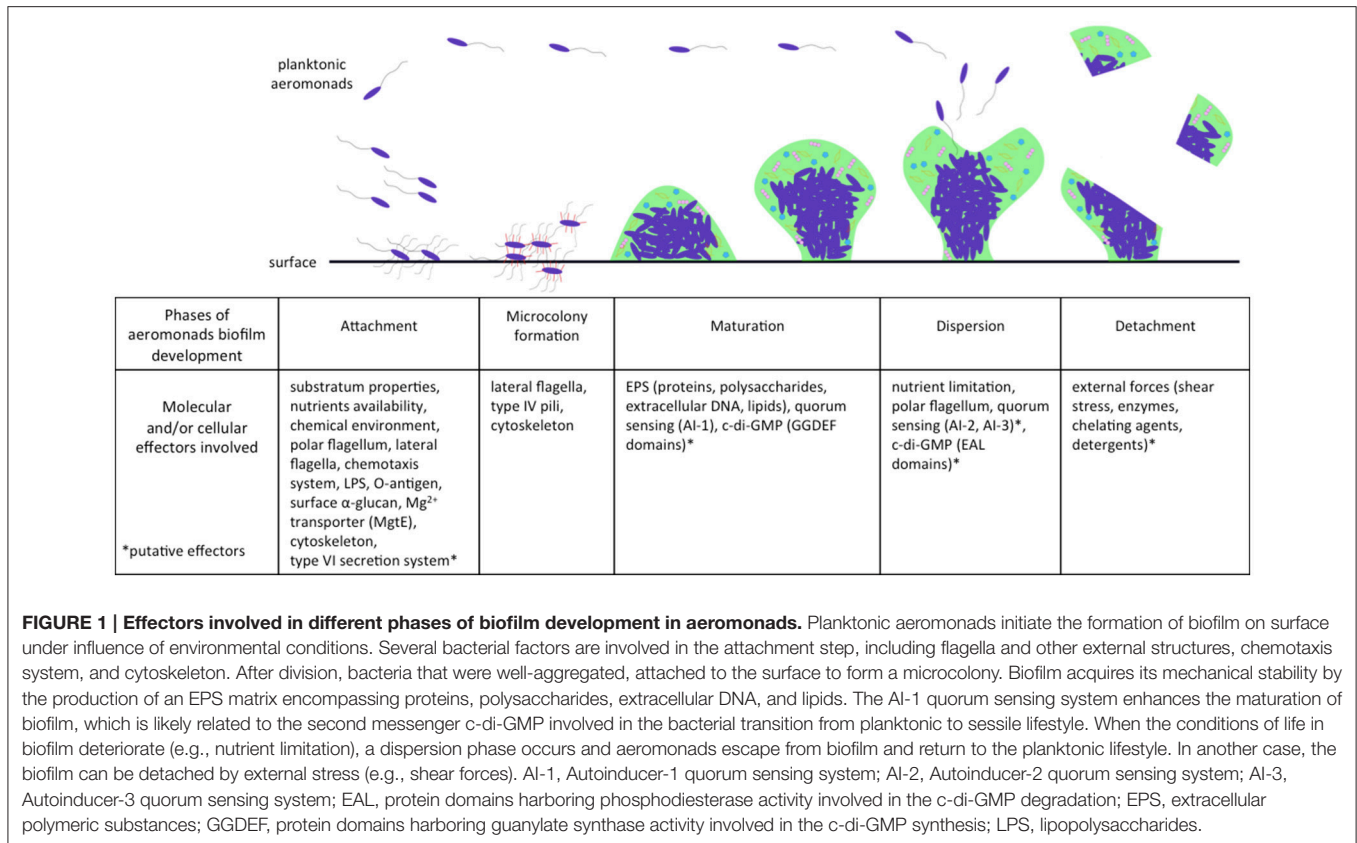 planktonic
aeromonads
surface
Phases of
aeromonads biofilm
development
Attachment
Microcolony
formation
Maturation
Dispersion
Detachment
Molecular
and/or cellular
effectors involved
*putative effectors
substratum properties,
nutrients availability,
chemical environment,
polar flagellum, lateral
flagella, chemotaxis
system, LPS, O-antigen,
surface α-glucan, Mg²⁺
transporter (MgtE),
cytoskeleton,
type VI secretion system*
lateral flagella,
type IV pili,
cytoskeleton
EPS (proteins, polysaccharides,
extracellular DNA, lipids), quorum
sensing (AI-1), c-di-GMP (GGDEF
domains)*
nutrient limitation,
polar flagellum, quorum
sensing (AI-2, AI-3)*,
c-di-GMP (EAL
domains)*
external forces (shear
stress, enzymes,
chelating agents,
detergents)*
FIGURE 1 | Effectors involved in different phases of biofilm development in aeromonads. Planktonic aeromonads initiate the formation of biofilm on surface
under influence of environmental conditions. Several bacterial factors are involved in the attachment step, including flagella and other external structures, chemotaxis
system, and cytoskeleton. After division, bacteria that were well-aggregated, attached to the surface to form a microcolony. Biofilm acquires its mechanical stability by
the production of an EPS matrix encompassing proteins, polysaccharides, extracellular DNA, and lipids. The AI-1 quorum sensing system enhances the maturation of
biofilm, which is likely related to the second messenger c-di-GMP involved in the bacterial transition from planktonic to sessile lifestyle. When the conditions of life in
biofilm deteriorate (e.g., nutrient limitation), a dispersion phase occurs and aeromonads escape from biofilm and return to the planktonic lifestyle. In another case, the
biofilm can be detached by external stress (e.g., shear forces). AI-1, Autoinducer-1 quorum sensing system; AI-2, Autoinducer-2 quorum sensing system; AI-3,
Autoinducer-3 quorum sensing system; EAL, protein domains harboring phosphodiesterase activity involved in the c-di-GMP degradation; EPS, extracellular
polymeric substances; GGDEF, protein domains harboring guanylate synthase activity involved in the c-di-GMP synthesis; LPS, lipopolysaccharides.